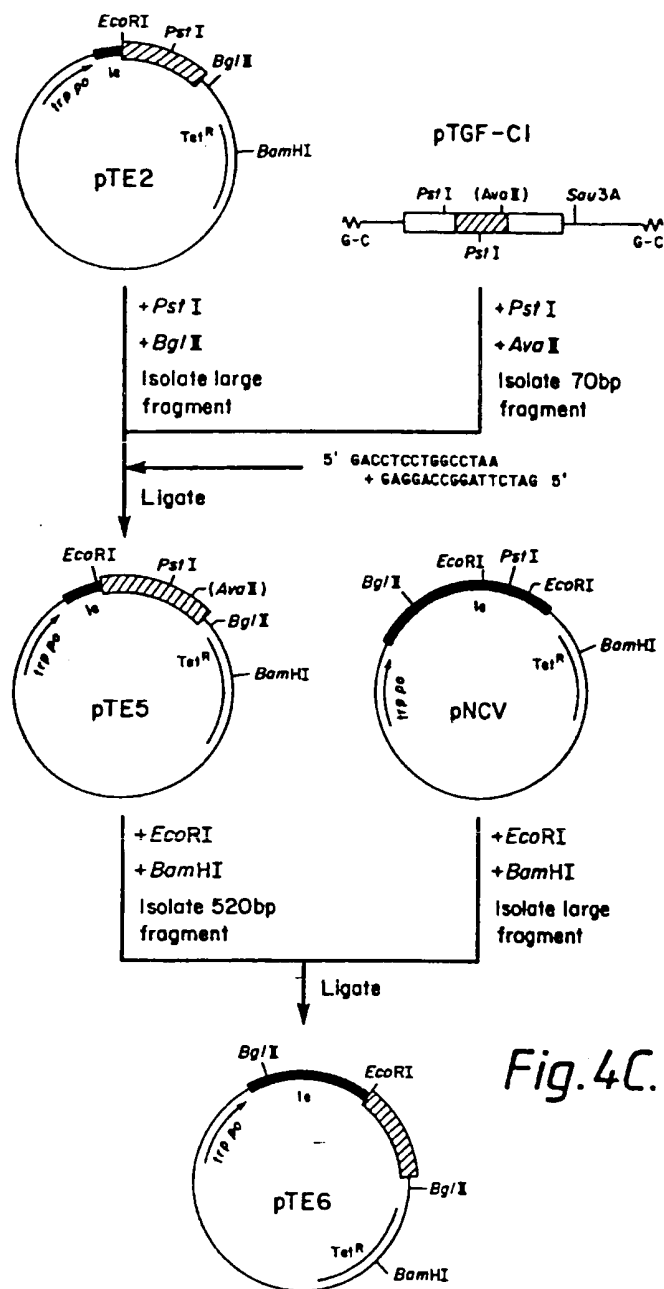 EcoRI
PstI
BglII
trp po
le
TetR
BamHI
pTE2
pTGF-C1
PstI
(AvaII)
Sau3A
G-C
G-C
PstI
+PstI
+BglII
Isolate large
fragment
+PstI
+AvaII
Isolate 70bp
fragment
5' GACCTCCTGGCCTAA
+ GAGGACCGGATTCTAG 5'
Ligate
EcoRI
PstI
(AvaII)
BglII
trp po
le
TetR
BamHI
pTE5
BglII
EcoRI
PstI
EcoRI
le
trp po
TetR
BamHI
pNCV
+EcoRI
+BamHI
Isolate 520bp
fragment
+EcoRI
+BamHI
Isolate large
fragment
Ligate
BglII
EcoRI
le
trp po
pTE6
BglII
TetR
BamHI
Fig. 4C.